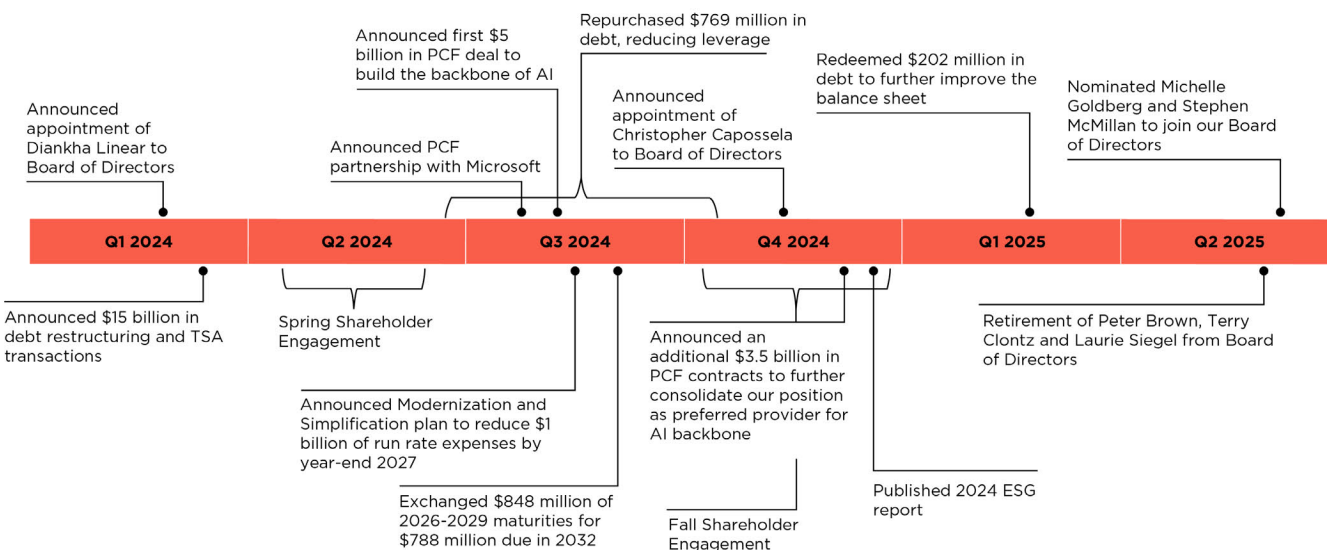 Repurchased $769 million in
debt, reducing leverage
Announced first $5
billion in PCF deal to
build the backbone of AI
Redeemed $202 million in
debt to further improve the
balance sheet
Nominated Michelle
Goldberg and Stephen
McMillan to join our Board
of Directors
Announced
appointment of
Diankha Linear to
Board of Directors
Announced PCF
partnership with Microsoft
Announced
appointment of
Christopher Capossela
to Board of Directors
Q1 2024
Q2 2024
Q3 2024
Q4 2024
Q1 2025
Q2 2025
Announced $15 billion in
debt restructuring and TSA
transactions
Spring Shareholder
Engagement
Announced Modernization and
Simplification plan to reduce $1
billion of run rate expenses by
year-end 2027
Exchanged $848 million of
2026-2029 maturities for
$788 million due in 2032
Announced an
additional $3.5 billion in
PCF contracts to further
consolidate our position
as preferred provider for
AI backbone
Fall Shareholder
Engagement
Published 2024 ESG
report
Retirement of Peter Brown, Terry
Clontz and Laurie Siegel from Board
of Directors